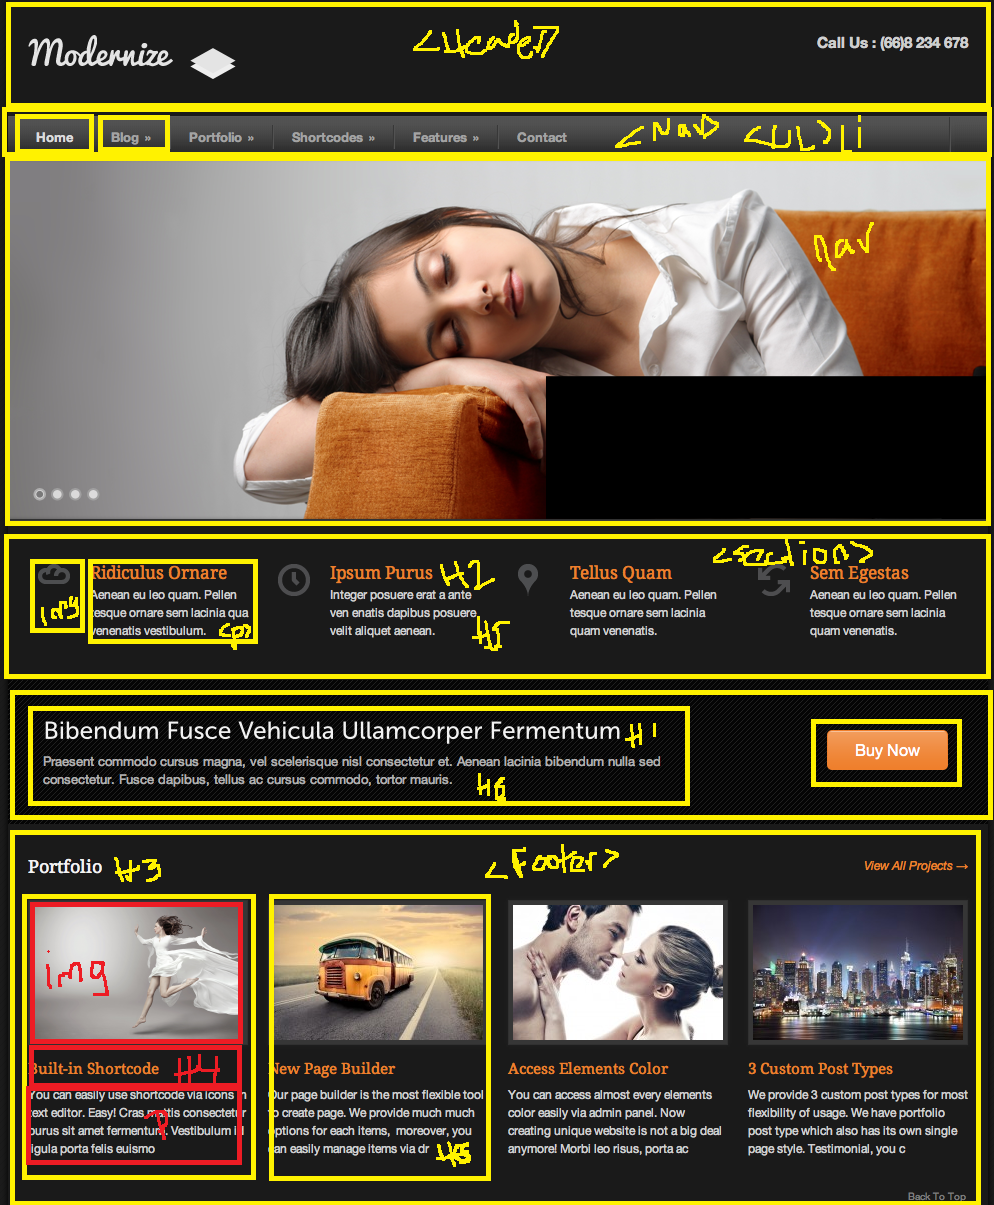 Modernize
<Header>
Call Us : (66)8 234 678
Home Blog » Portfolio » Shortcodes » Features » Contact <Nav> <UL>Li
nav
<section>
Ridiculus Ornare Ipsum Purus H2 Tellus Quam Sem Egestas
img
Aenean eu leo quam. Pellen
tesque ornare sem lacinia qua
venenatis vestibulum. <p>
Integer posuere erat a ante
ven enatis dapibus posuere
velit aliquet aenean. H5
Aenean eu leo quam. Pellen
tesque ornare sem lacinia
quam venenatis.
Aenean eu leo quam. Pellen
tesque ornare sem lacinia
quam venenatis.
Bibendum Fusce Vehicula Ullamcorper Fermentum H1
Praesent commodo cursus magna, vel scelerisque nisl consectetur et. Aenean lacinia bibendum nulla sed
consectetur. Fusce dapibus, tellus ac cursus commodo, tortor mauris.
H6
Buy Now
Portfolio H3 <Footer> View All Projects →
img
Built-in Shortcode H4
You can easily use shortcode via icons in
text editor. Easy! Cras mattis consectetur
purus sit amet fermentum. Vestibulum id
ligula porta felis euismo
P
New Page Builder
Our page builder is the most flexible tool
to create page. We provide much much
options for each items, moreover, you
can easily manage items via dr
Access Elements Color
You can access almost every elements
color easily via admin panel. Now
creating unique website is not a big deal
anymore! Morbi leo risus, porta ac
3 Custom Post Types
We provide 3 custom post types for most
flexibility of usage. We have portfolio
post type which also has its own single
page style. Testimonial, you c
Back To Top